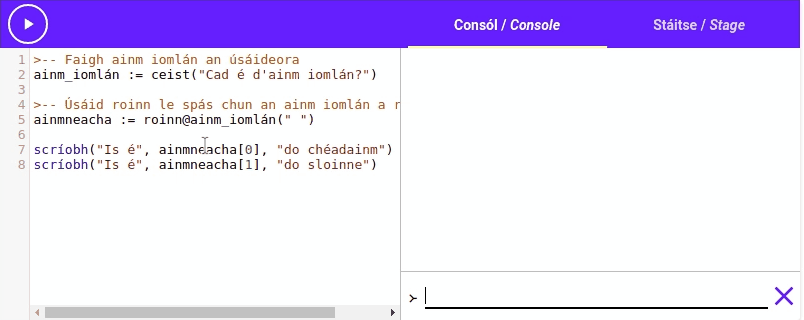 Consól / Console
Stáitse / Stage
1 >-- Faigh ainm iomlán an úsáideora
2 ainm_iomlán := ceist("Cad é d'ainm iomlán?")
3
4 >-- Úsáid roinn le spás chun an ainm iomlán a r
5 ainmneacha := roinn@ainm_iomlán(" ")
6
7 scríobh("Is é", ainmneacha[0], "do chéadainm")
8 scríobh("Is é", ainmneacha[1], "do sloinne")